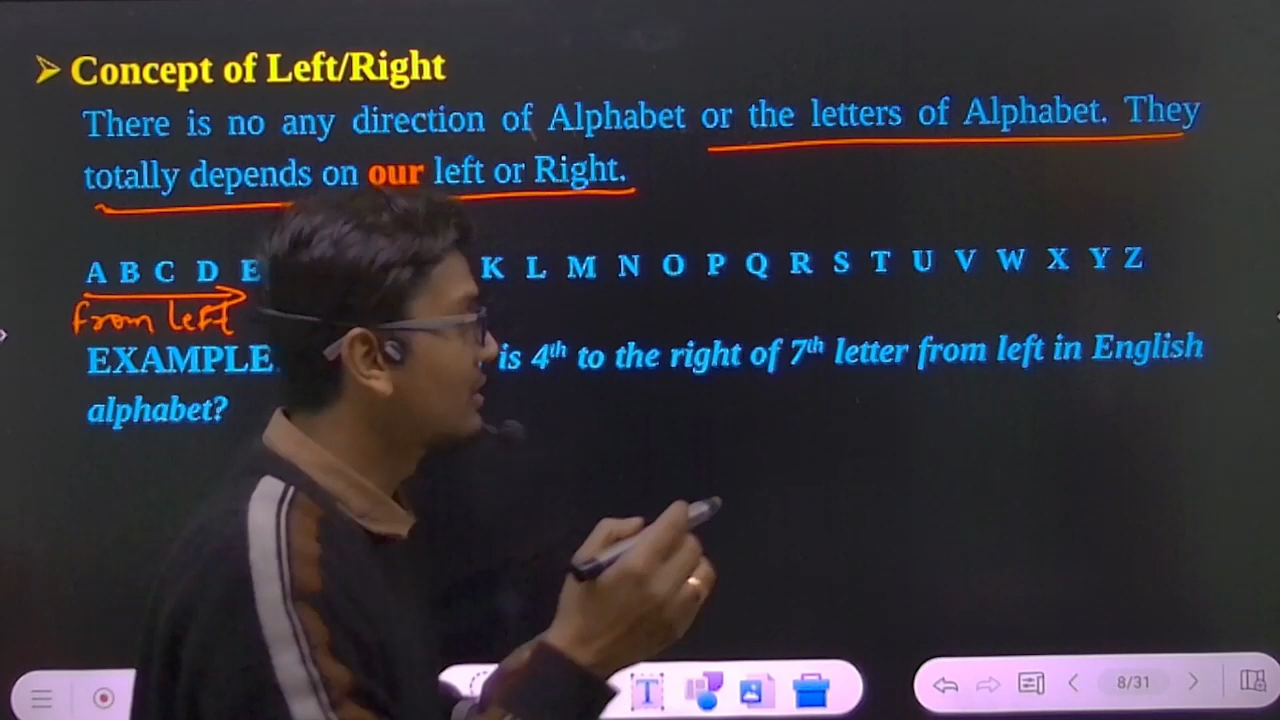 Concept of Left/Right
There is no any direction of Alphabet or the letters of Alphabet. They
totally depends on our left or Right.
A B C D E K L M N O P Q R S T U V W X Y Z
from left
EXAMPLE is 4th to the right of 7th letter from left in English
alphabet?
T
8/31